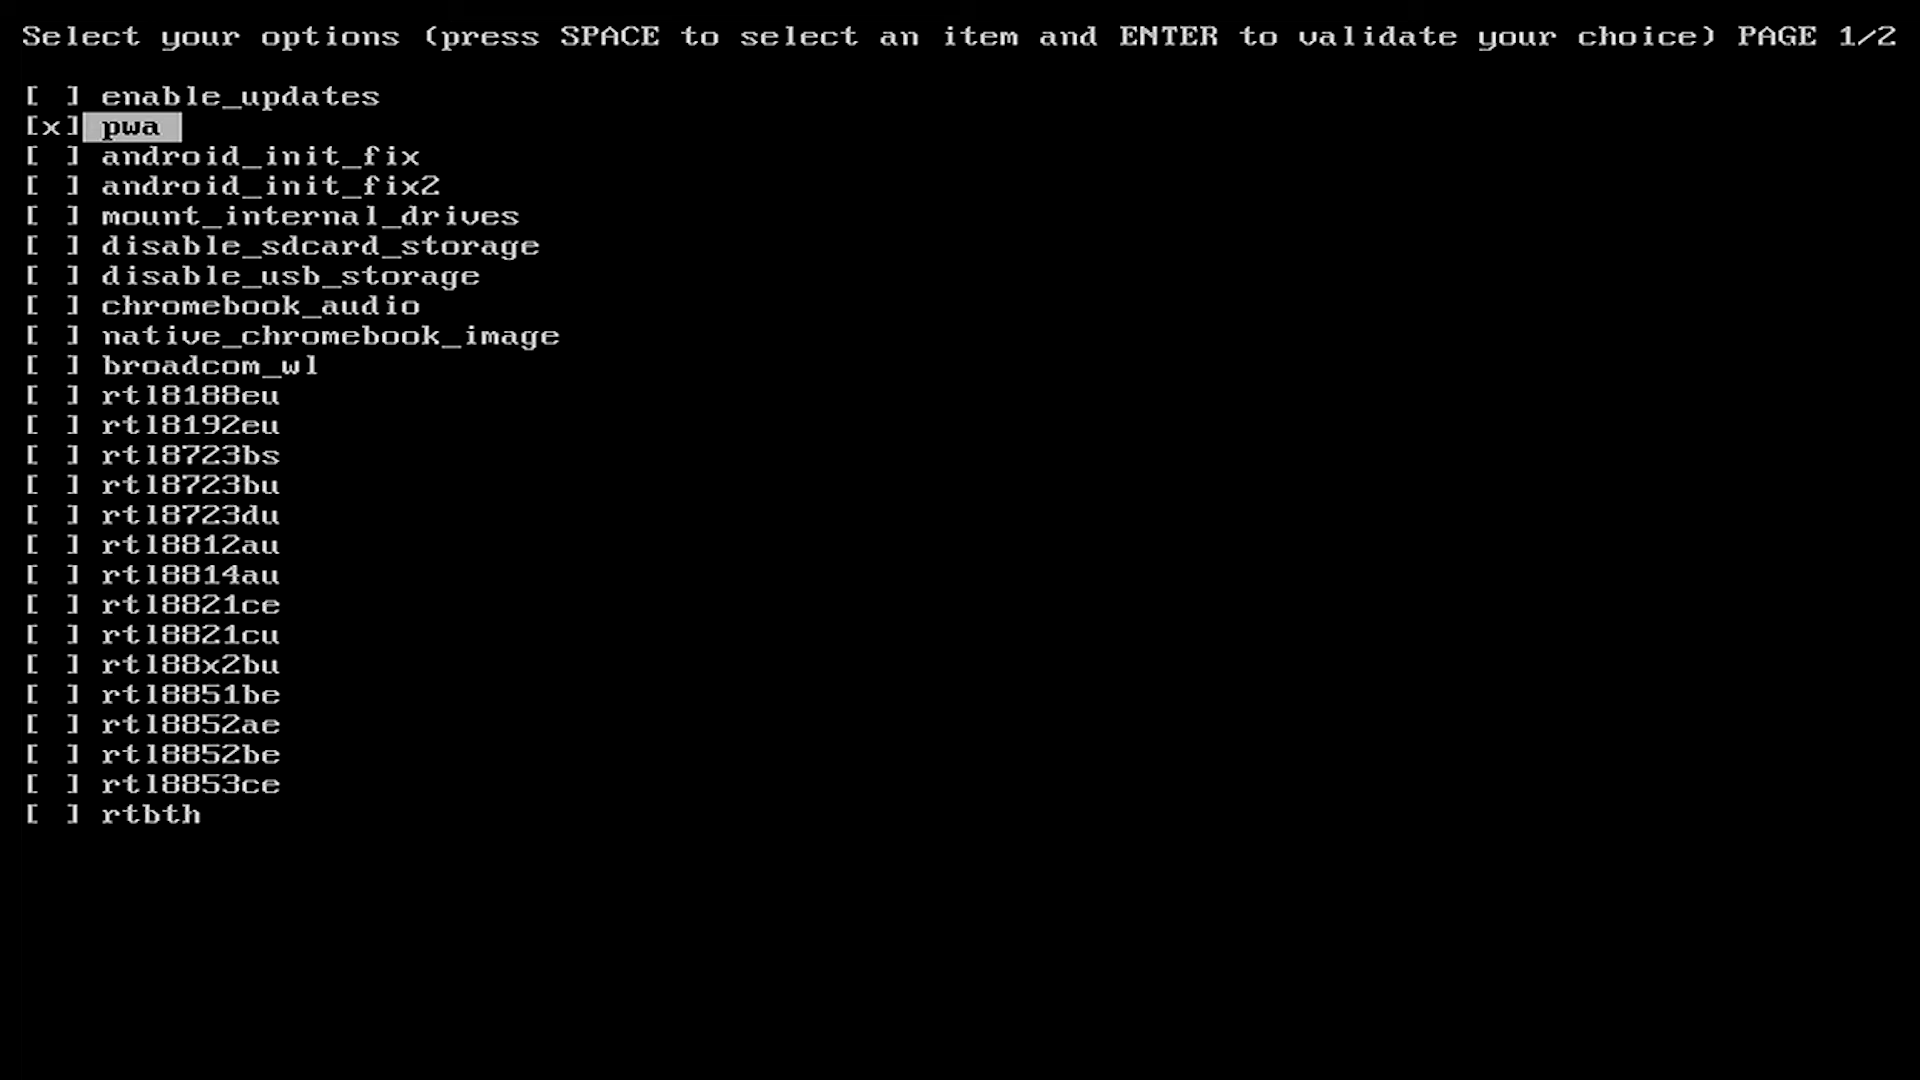 Select your options (press SPACE to select an item and ENTER to validate your choice) PAGE 1/2
[ ] enable_updates
[x] pwa
[ ] android_init_fix
[ ] android_init_fix2
[ ] mount_internal_drives
[ ] disable_sdcard_storage
[ ] disable_usb_storage
[ ] chromebook_audio
[ ] native_chromebook_image
[ ] broadcom_wl
[ ] rtl8188eu
[ ] rtl8192eu
[ ] rtl8723bs
[ ] rtl8723bu
[ ] rtl8723du
[ ] rtl8812au
[ ] rtl8814au
[ ] rtl8821ce
[ ] rtl8821cu
[ ] rtl88x2bu
[ ] rtl8851be
[ ] rtl8852ae
[ ] rtl8852be
[ ] rtl8853ce
[ ] rtbth